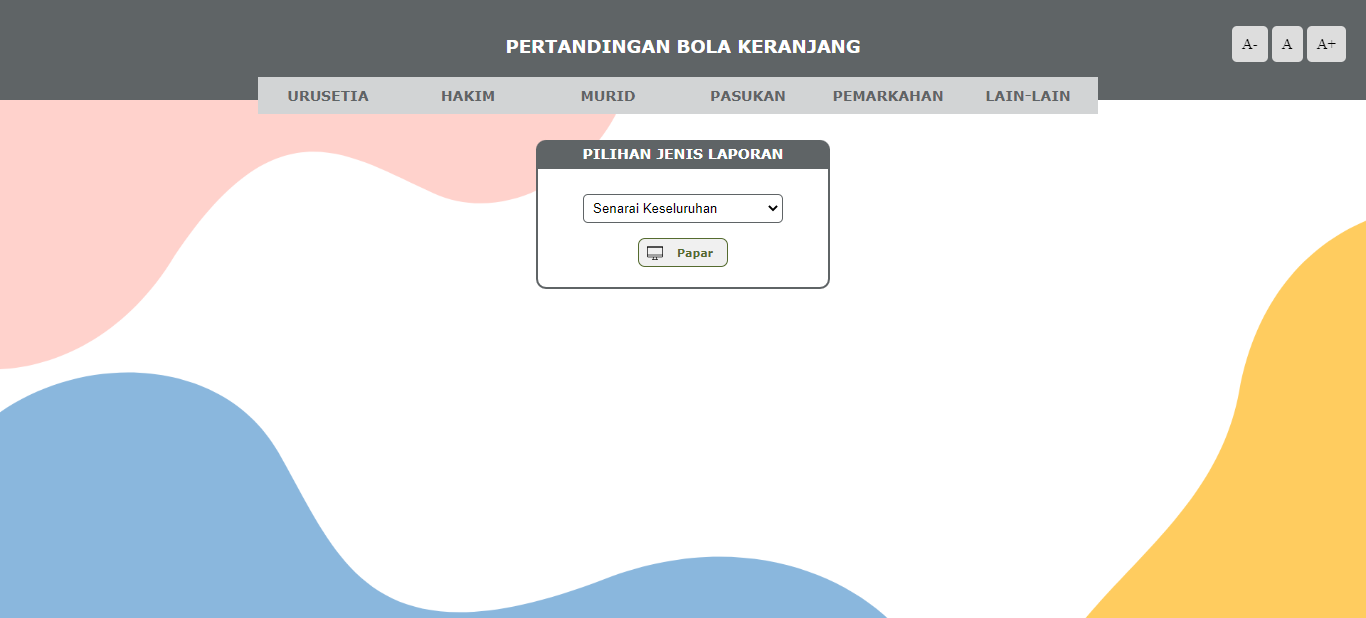 PERTANDINGAN BOLA KERANJANG
A- A A+
URUSETIA HAKIM MURID PASUKAN PEMARKAHAN LAIN-LAIN
PILIHAN JENIS LAPORAN
Senarai Keseluruhan
Papar